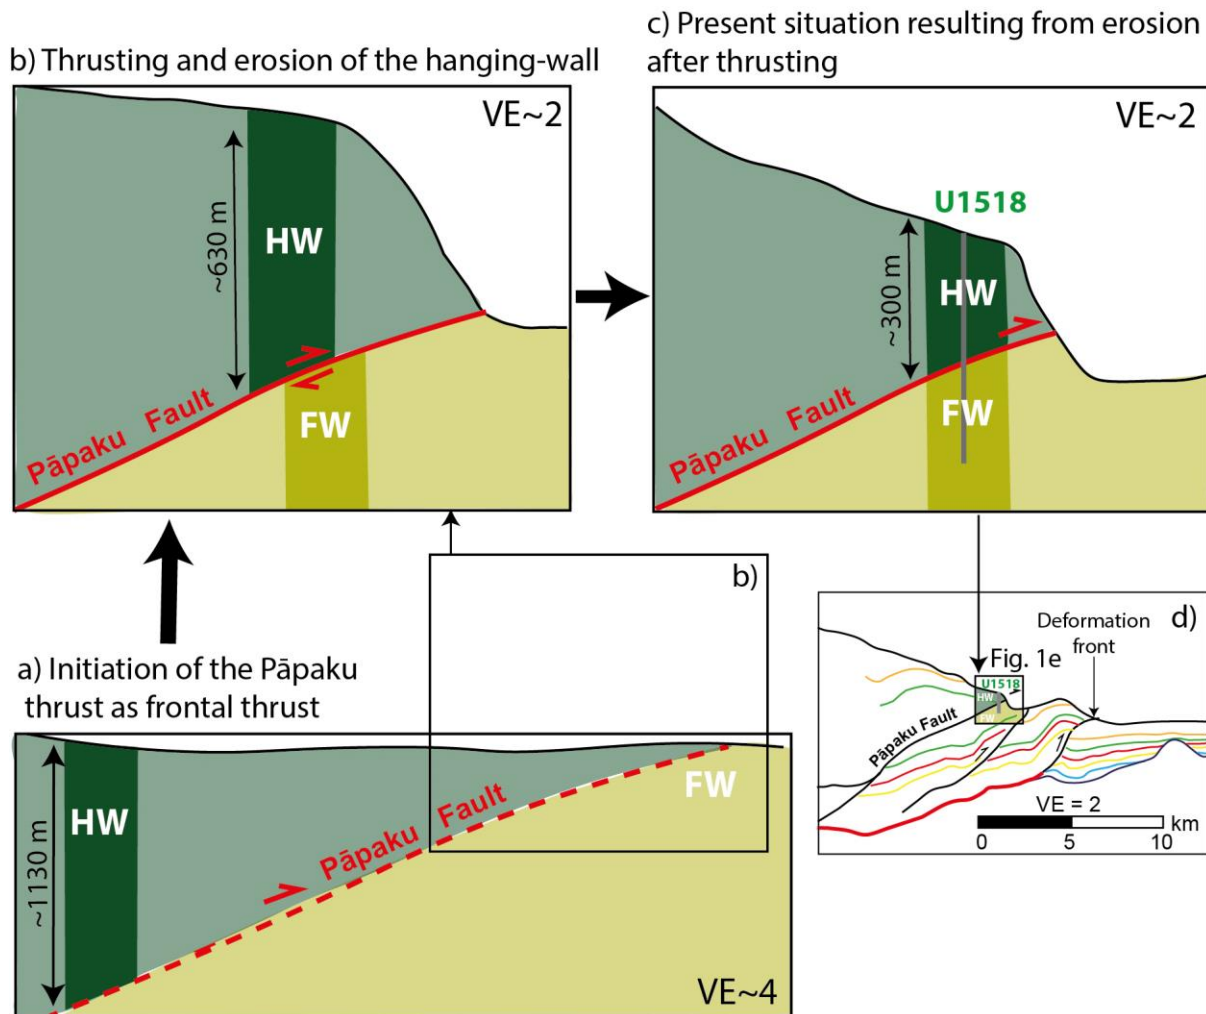 b) Thrusting and erosion of the hanging-wall
VE~2
~630 m
HW
FW
Pāpaku Fault
c) Present situation resulting from erosion
after thrusting
VE~2
U1518
~300 m
HW
FW
Pāpaku Fault
a) Initiation of the Pāpaku
thrust as frontal thrust
b)
HW
~1130 m
Pāpaku Fault
FW
VE~4
d)
Deformation
front
Fig. 1e
U1518
HW
FW
Pāpaku Fault
VE = 2
km
0 5 10